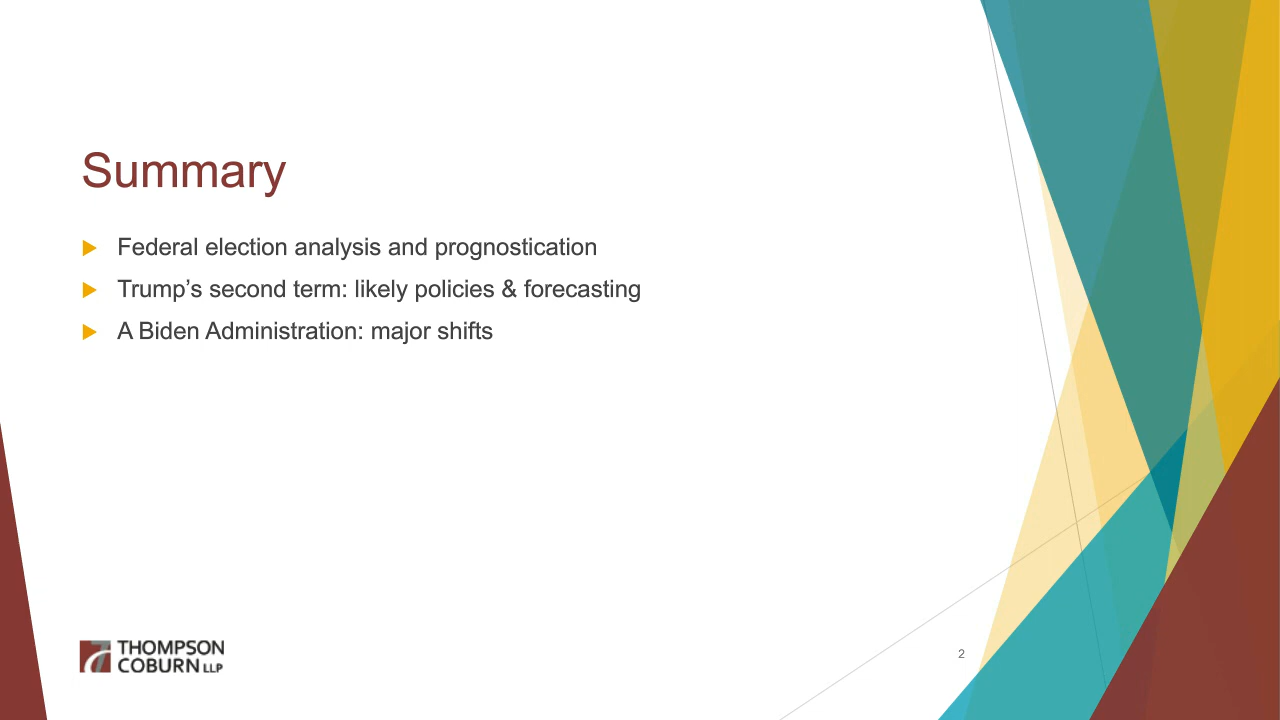 Summary
Federal election analysis and prognostication
Trump’s second term: likely policies & forecasting
A Biden Administration: major shifts
THOMPSON
COBURN LLP
2